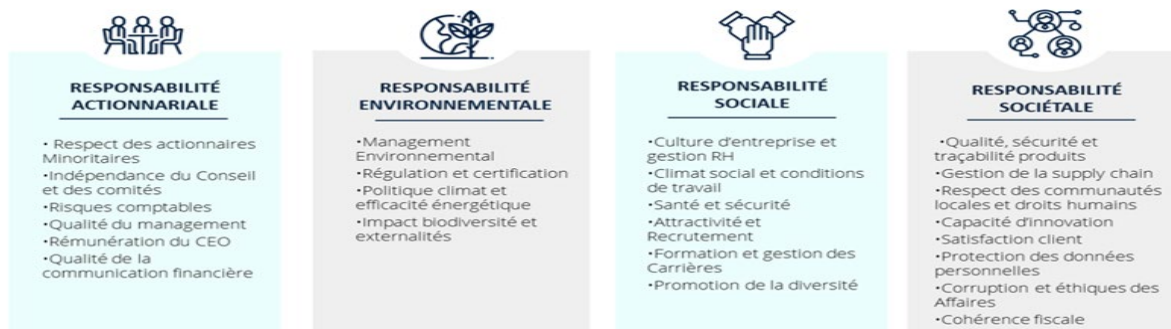 RESPONSABILITÉ
ACTIONNARIALE
• Respect des actionnaires
Minoritaires
•Indépendance du Conseil
et des comités
•Risques comptables
•Qualité du management
•Rémunération du CEO
•Qualité de la
communication financière
RESPONSABILITÉ
ENVIRONNEMENTALE
•Management
Environnemental
•Régulation et certification
•Politique climat et
efficacité énergétique
•Impact biodiversité et
externalités
RESPONSABILITÉ
SOCIALE
•Culture d’entreprise et
gestion RH
•Climat social et conditions
de travail
•Santé et sécurité
•Attractivité et
Recrutement
•Formation et gestion des
Carrières
•Promotion de la diversité
RESPONSABILITÉ
SOCIÉTALE
•Qualité, sécurité et
traçabilité produits
•Gestion de la supply chain
•Respect des communautés
locales et droits humains
•Capacité d’innovation
•Satisfaction client
•Protection des données
personnelles
•Corruption et éthiques des
Affaires
•Cohérence fiscale